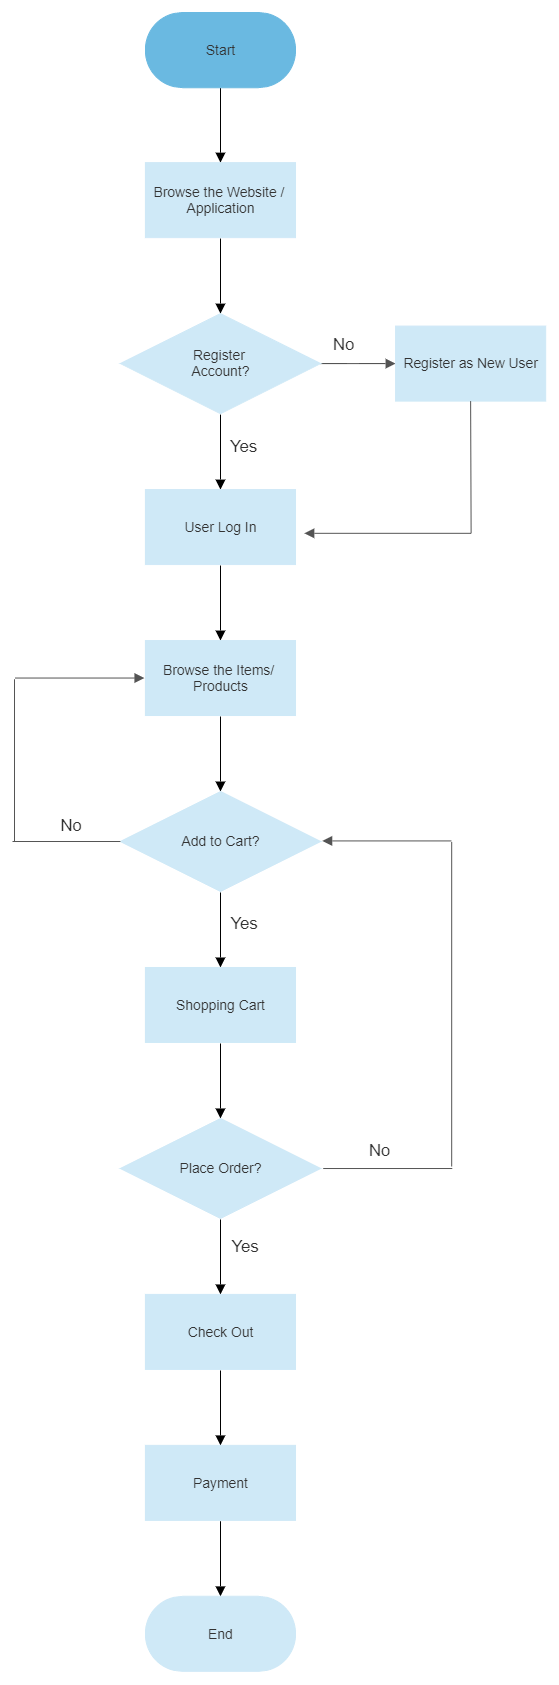 Start
Browse the Website /
Application
Register
Account?
No
Register as New User
Yes
User Log In
Browse the Items/
Products
No
Add to Cart?
Yes
Shopping Cart
Place Order?
No
Yes
Check Out
Payment
End